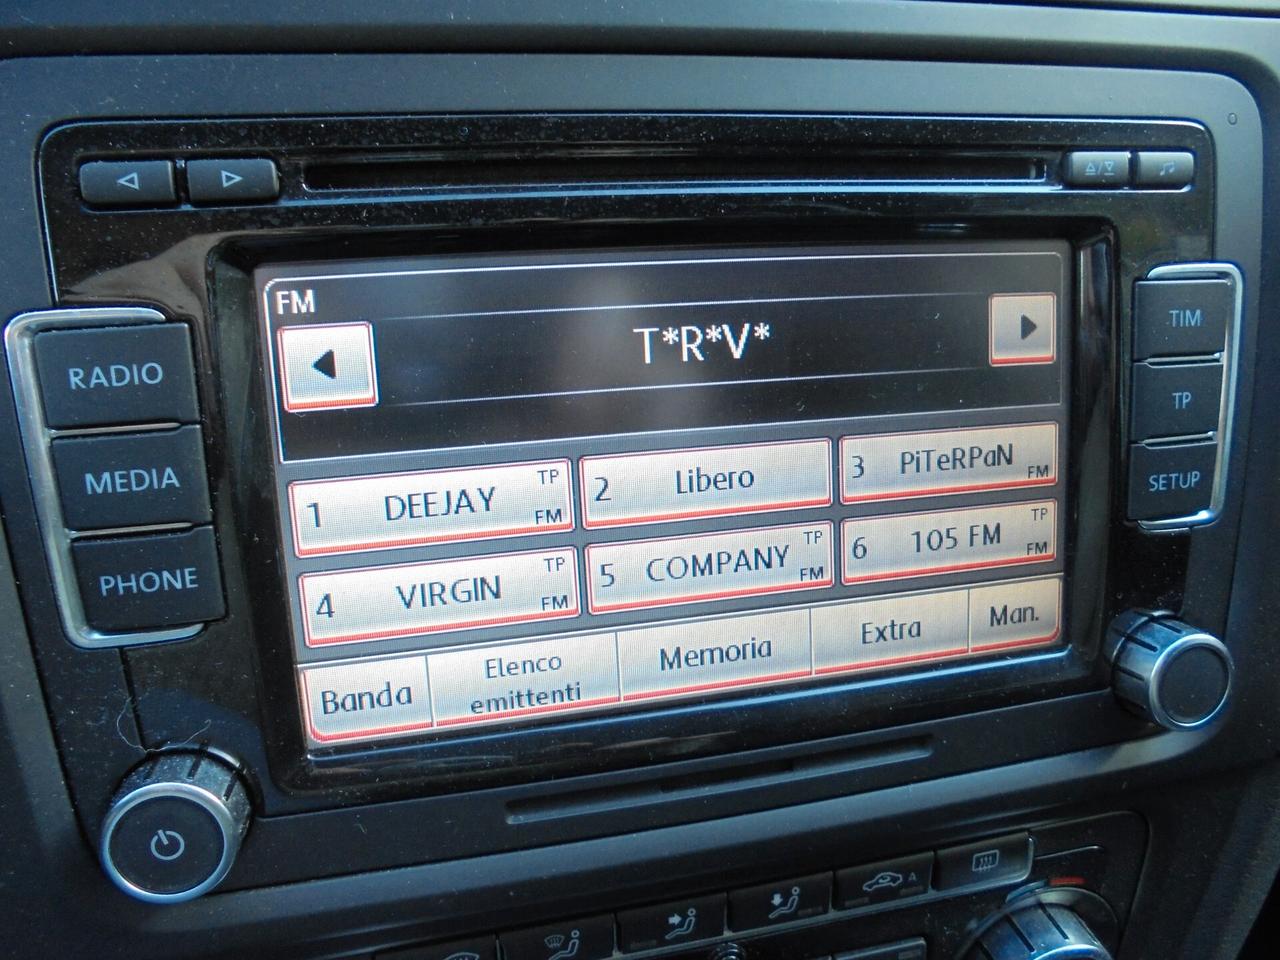 FM
T*R*V*
RADIO
MEDIA
PHONE
TIM
TP
SETUP
1 DEEJAY TP FM
2 Libero
3 PiTeRPaN FM
4 VIRGIN TP FM
5 COMPANY TP FM
6 105 FM TP FM
Banda
Elenco
emittenti
Memoria
Extra
Man.
A